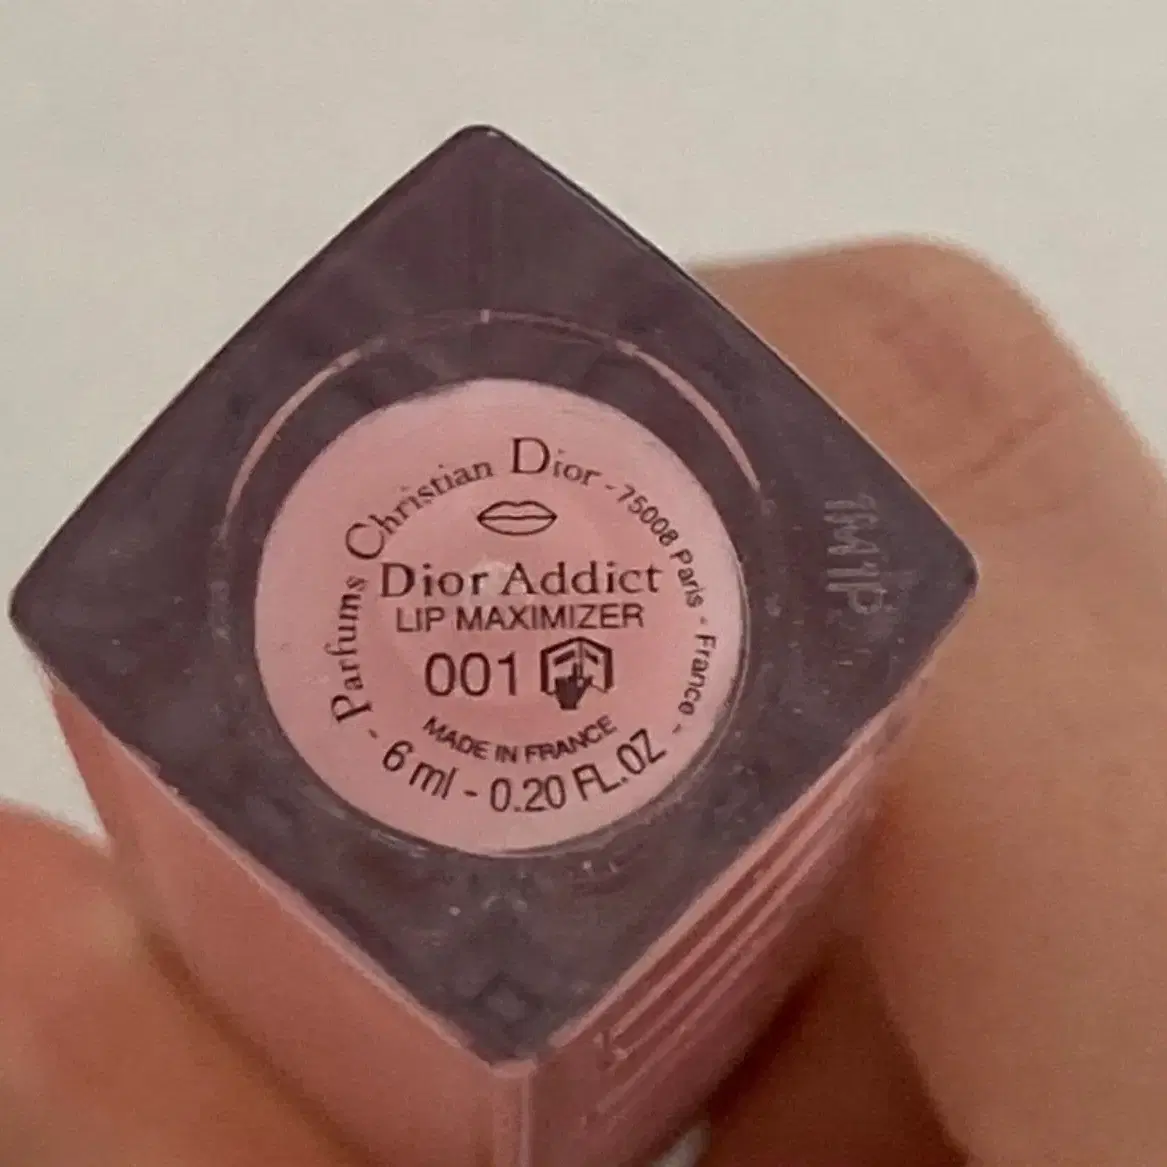 Parfums Christian Dior - 75008 Paris - France -
Dior Addict
LIP MAXIMIZER
001
MADE IN FRANCE
6 ml - 0.20 FL.OZ -